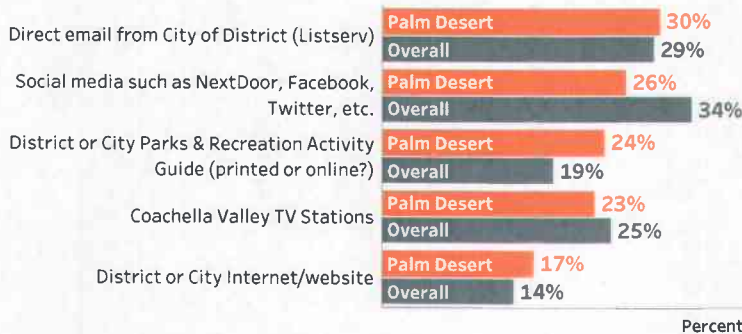 Direct email from City of District (Listserv)
Palm Desert 30%
Overall 29%
Social media such as NextDoor, Facebook,
Twitter, etc.
Palm Desert 26%
Overall 34%
District or City Parks & Recreation Activity
Guide (printed or online?)
Palm Desert 24%
Overall 19%
Coachella Valley TV Stations
Palm Desert 23%
Overall 25%
District or City Internet/website
Palm Desert 17%
Overall 14%
Percent